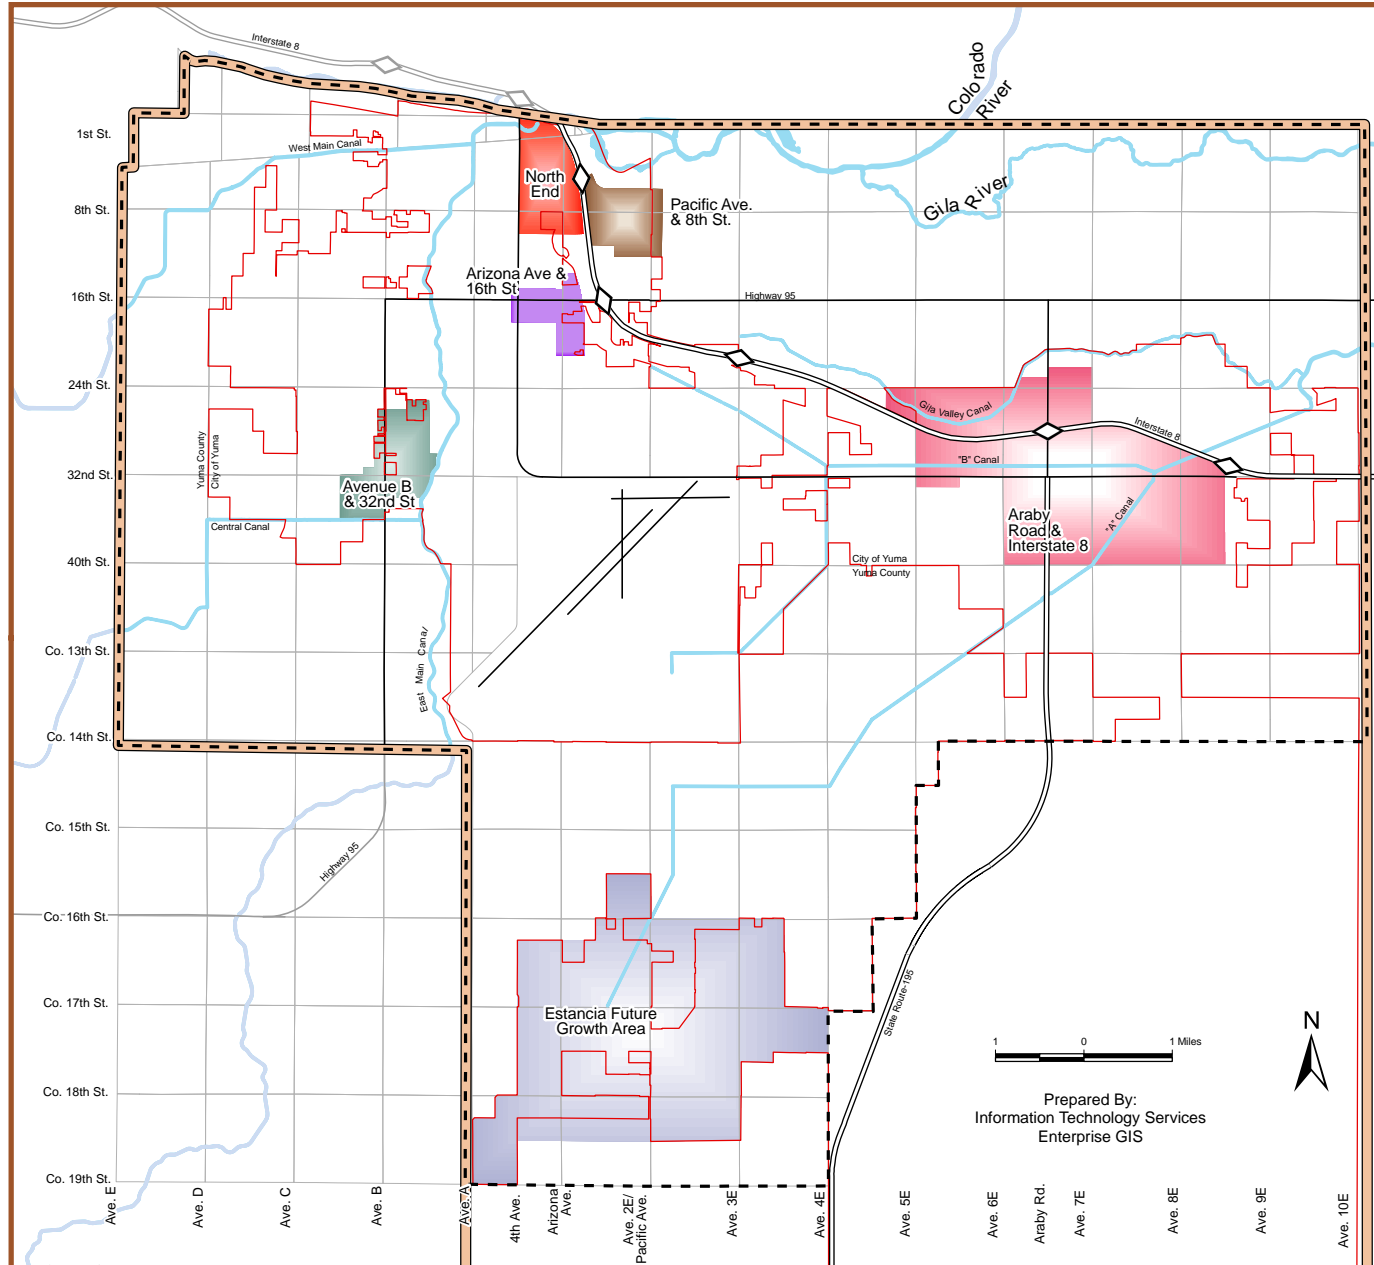 Interstate 8
Colorado
River
1st St.
West Main Canal
North
End
Gila River
8th St.
Pacific Ave.
& 8th St.
Arizona Ave &
16th St
16th St.
Highway 95
24th St.
Gila Valley Canal
Interstate 8
Yuma County
City of Yuma
"B" Canal
32nd St.
Avenue B
& 32nd St
"A" Canal
Araby
Road &
Interstate 8
Central Canal
40th St.
City of Yuma
Yuma County
East Main Canal
Co. 13th St.
Co. 14th St.
Co. 15th St.
Highway 95
Co. 16th St.
State Route-195
Co. 17th St.
Estancia Future
Growth Area
1 0 1 Miles
N
Co. 18th St.
Prepared By:
Information Technology Services
Enterprise GIS
Co. 19th St.
Ave. E
Ave. D
Ave. C
Ave. B
Ave. A
4th Ave.
Arizona
Ave.
Ave. 2E/
Pacific Ave.
Ave. 3E
Ave. 4E
Ave. 5E
Ave. 6E
Araby Rd.
Ave. 7E
Ave. 8E
Ave. 9E
Ave. 10E